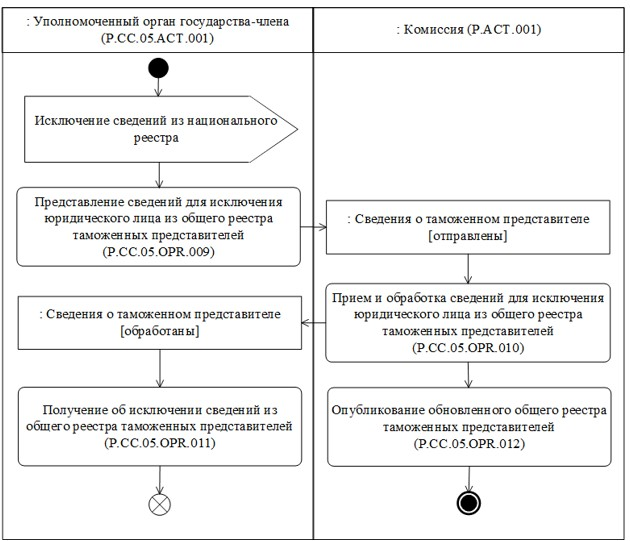 : Уполномоченный орган государства-члена
(P.CC.05.ACT.001)
: Комиссия (P.ACT.001)
Исключение сведений из национального
реестра
Представление сведений для исключения
юридического лица из общего реестра
таможенных представителей
(P.CC.05.OPR.009)
: Сведения о таможенном представителе
[отправлены]
Прием и обработка сведений для исключения
юридического лица из общего реестра
таможенных представителей
(P.CC.05.OPR.010)
: Сведения о таможенном представителе
[обработаны]
Получение об исключении сведений из
общего реестра таможенных представителей
(P.CC.05.OPR.011)
Опубликование обновленного общего реестра
таможенных представителей
(P.CC.05.OPR.012)